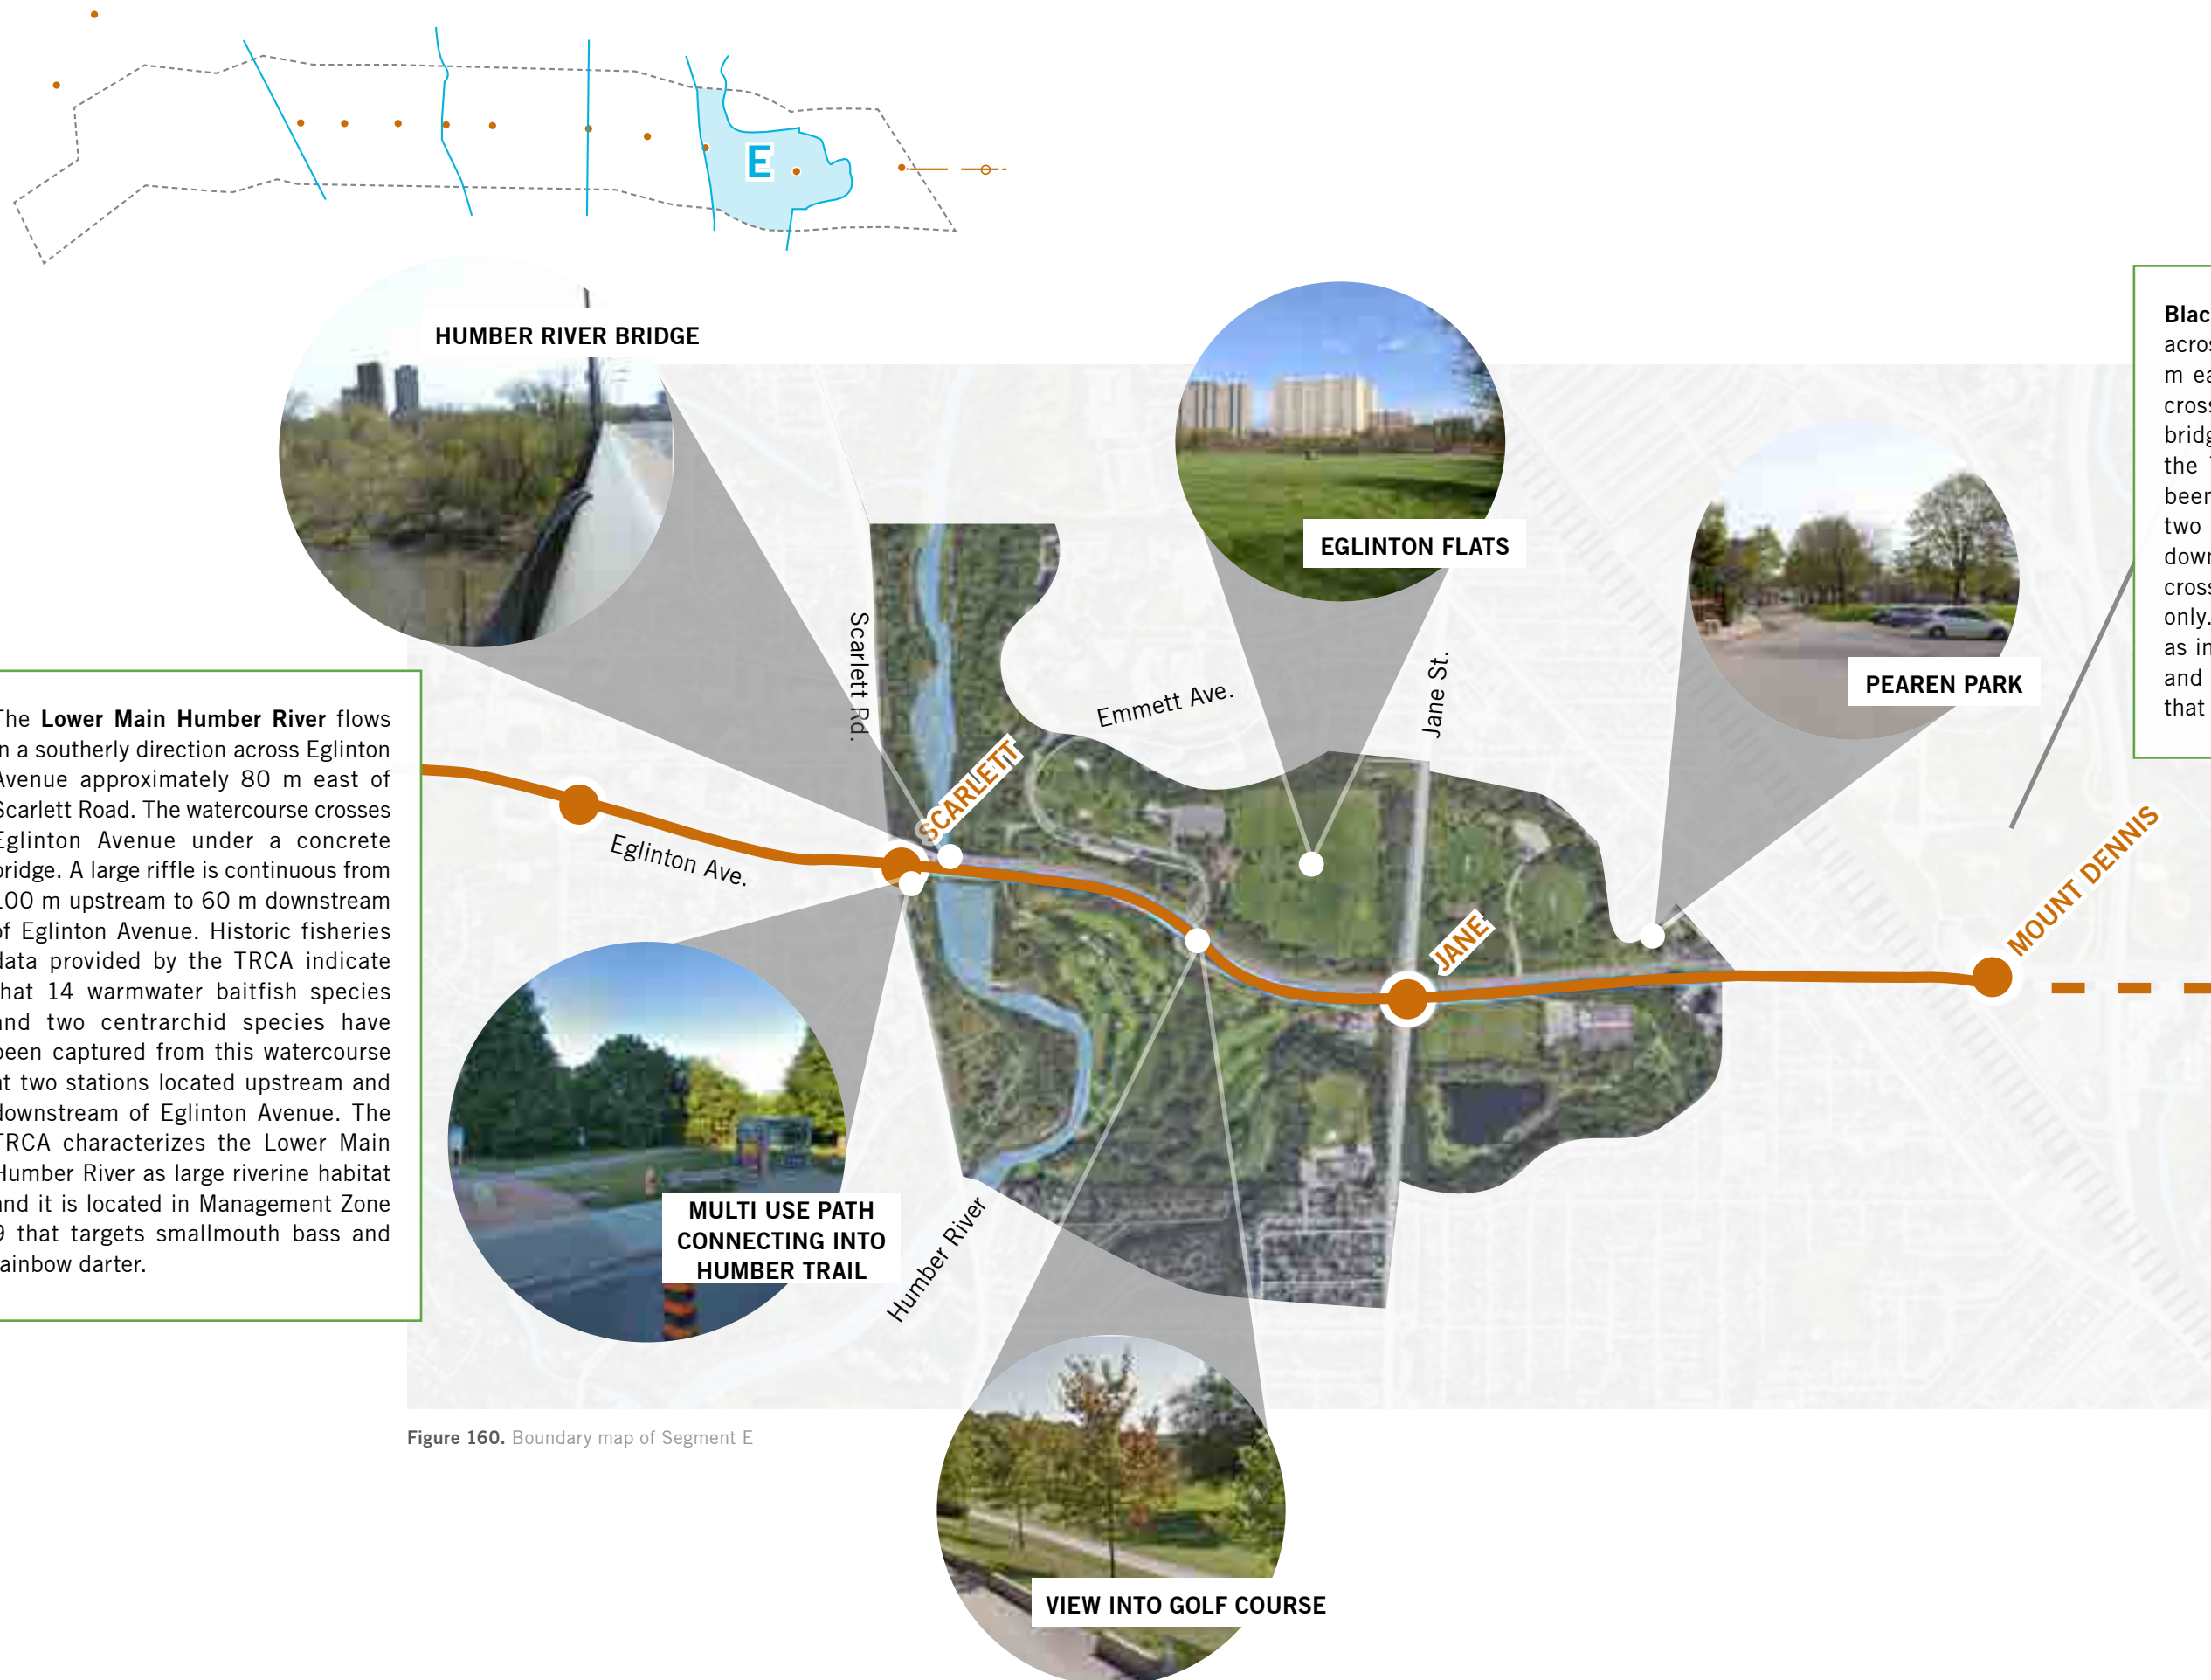 E
HUMBER RIVER BRIDGE
EGLINTON FLATS
PEAREN PARK
Scarlett Rd.
Emmett Ave.
Jane St.
SCARLETT
Eglinton Ave.
JANE
MOUNT DENNIS
The Lower Main Humber River flows
in a southerly direction across Eglinton
Avenue approximately 80 m east of
Scarlett Road. The watercourse crosses
Eglinton Avenue under a concrete
bridge. A large riffle is continuous from
100 m upstream to 60 m downstream
of Eglinton Avenue. Historic fisheries
data provided by the TRCA indicate
that 14 warmwater baitfish species
and two centrarchid species have
been captured from this watercourse
at two stations located upstream and
downstream of Eglinton Avenue. The
TRCA characterizes the Lower Main
Humber River as large riverine habitat
and it is located in Management Zone
9 that targets smallmouth bass and
rainbow darter.
MULTI USE PATH
CONNECTING INTO
HUMBER TRAIL
Humber River
VIEW INTO GOLF COURSE
Blac
acros
m ea
cross
bridg
the
been
two
down
cross
only.
as in
and
that
Figure 160. Boundary map of Segment E